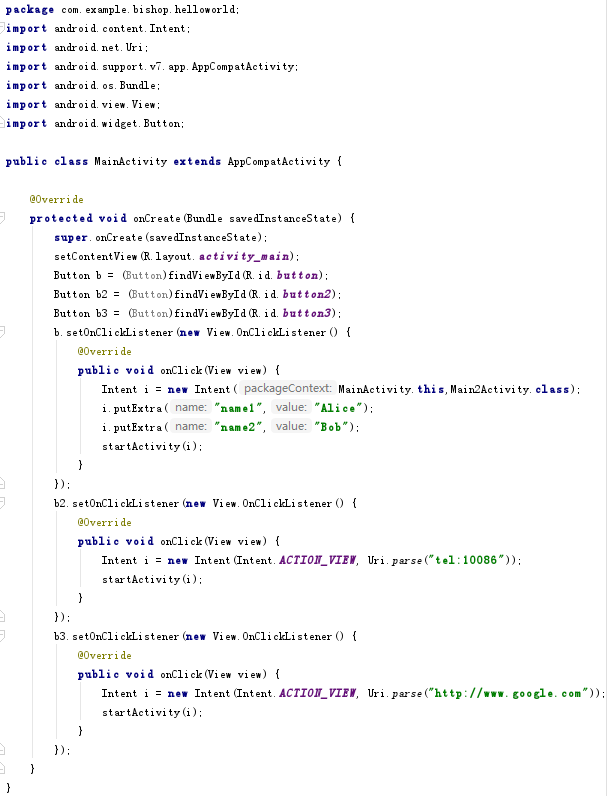 package com.example.bishop.helloworld;
import android.content.Intent;
import android.net.Uri;
import android.support.v7.app.AppCompatActivity;
import android.os.Bundle;
import android.view.View;
import android.widget.Button;

public class MainActivity extends AppCompatActivity {

    @Override
    protected void onCreate(Bundle savedInstanceState) {
        super.onCreate(savedInstanceState);
        setContentView(R.layout.activity_main);
        Button b = (Button)findViewById(R.id.button);
        Button b2 = (Button)findViewById(R.id.button2);
        Button b3 = (Button)findViewById(R.id.button3);
        b.setOnClickListener(new View.OnClickListener() {
            @Override
            public void onClick(View view) {
                Intent i = new Intent( packageContext: MainActivity.this,Main2Activity.class);
                i.putExtra( name: "name1", value: "Alice");
                i.putExtra( name: "name2", value: "Bob");
                startActivity(i);
            }
        });
        b2.setOnClickListener(new View.OnClickListener() {
            @Override
            public void onClick(View view) {
                Intent i = new Intent(Intent.ACTION_VIEW, Uri.parse("tel:10086"));
                startActivity(i);
            }
        });
        b3.setOnClickListener(new View.OnClickListener() {
            @Override
            public void onClick(View view) {
                Intent i = new Intent(Intent.ACTION_VIEW, Uri.parse("http://www.google.com"));
                startActivity(i);
            }
        });
    }
}